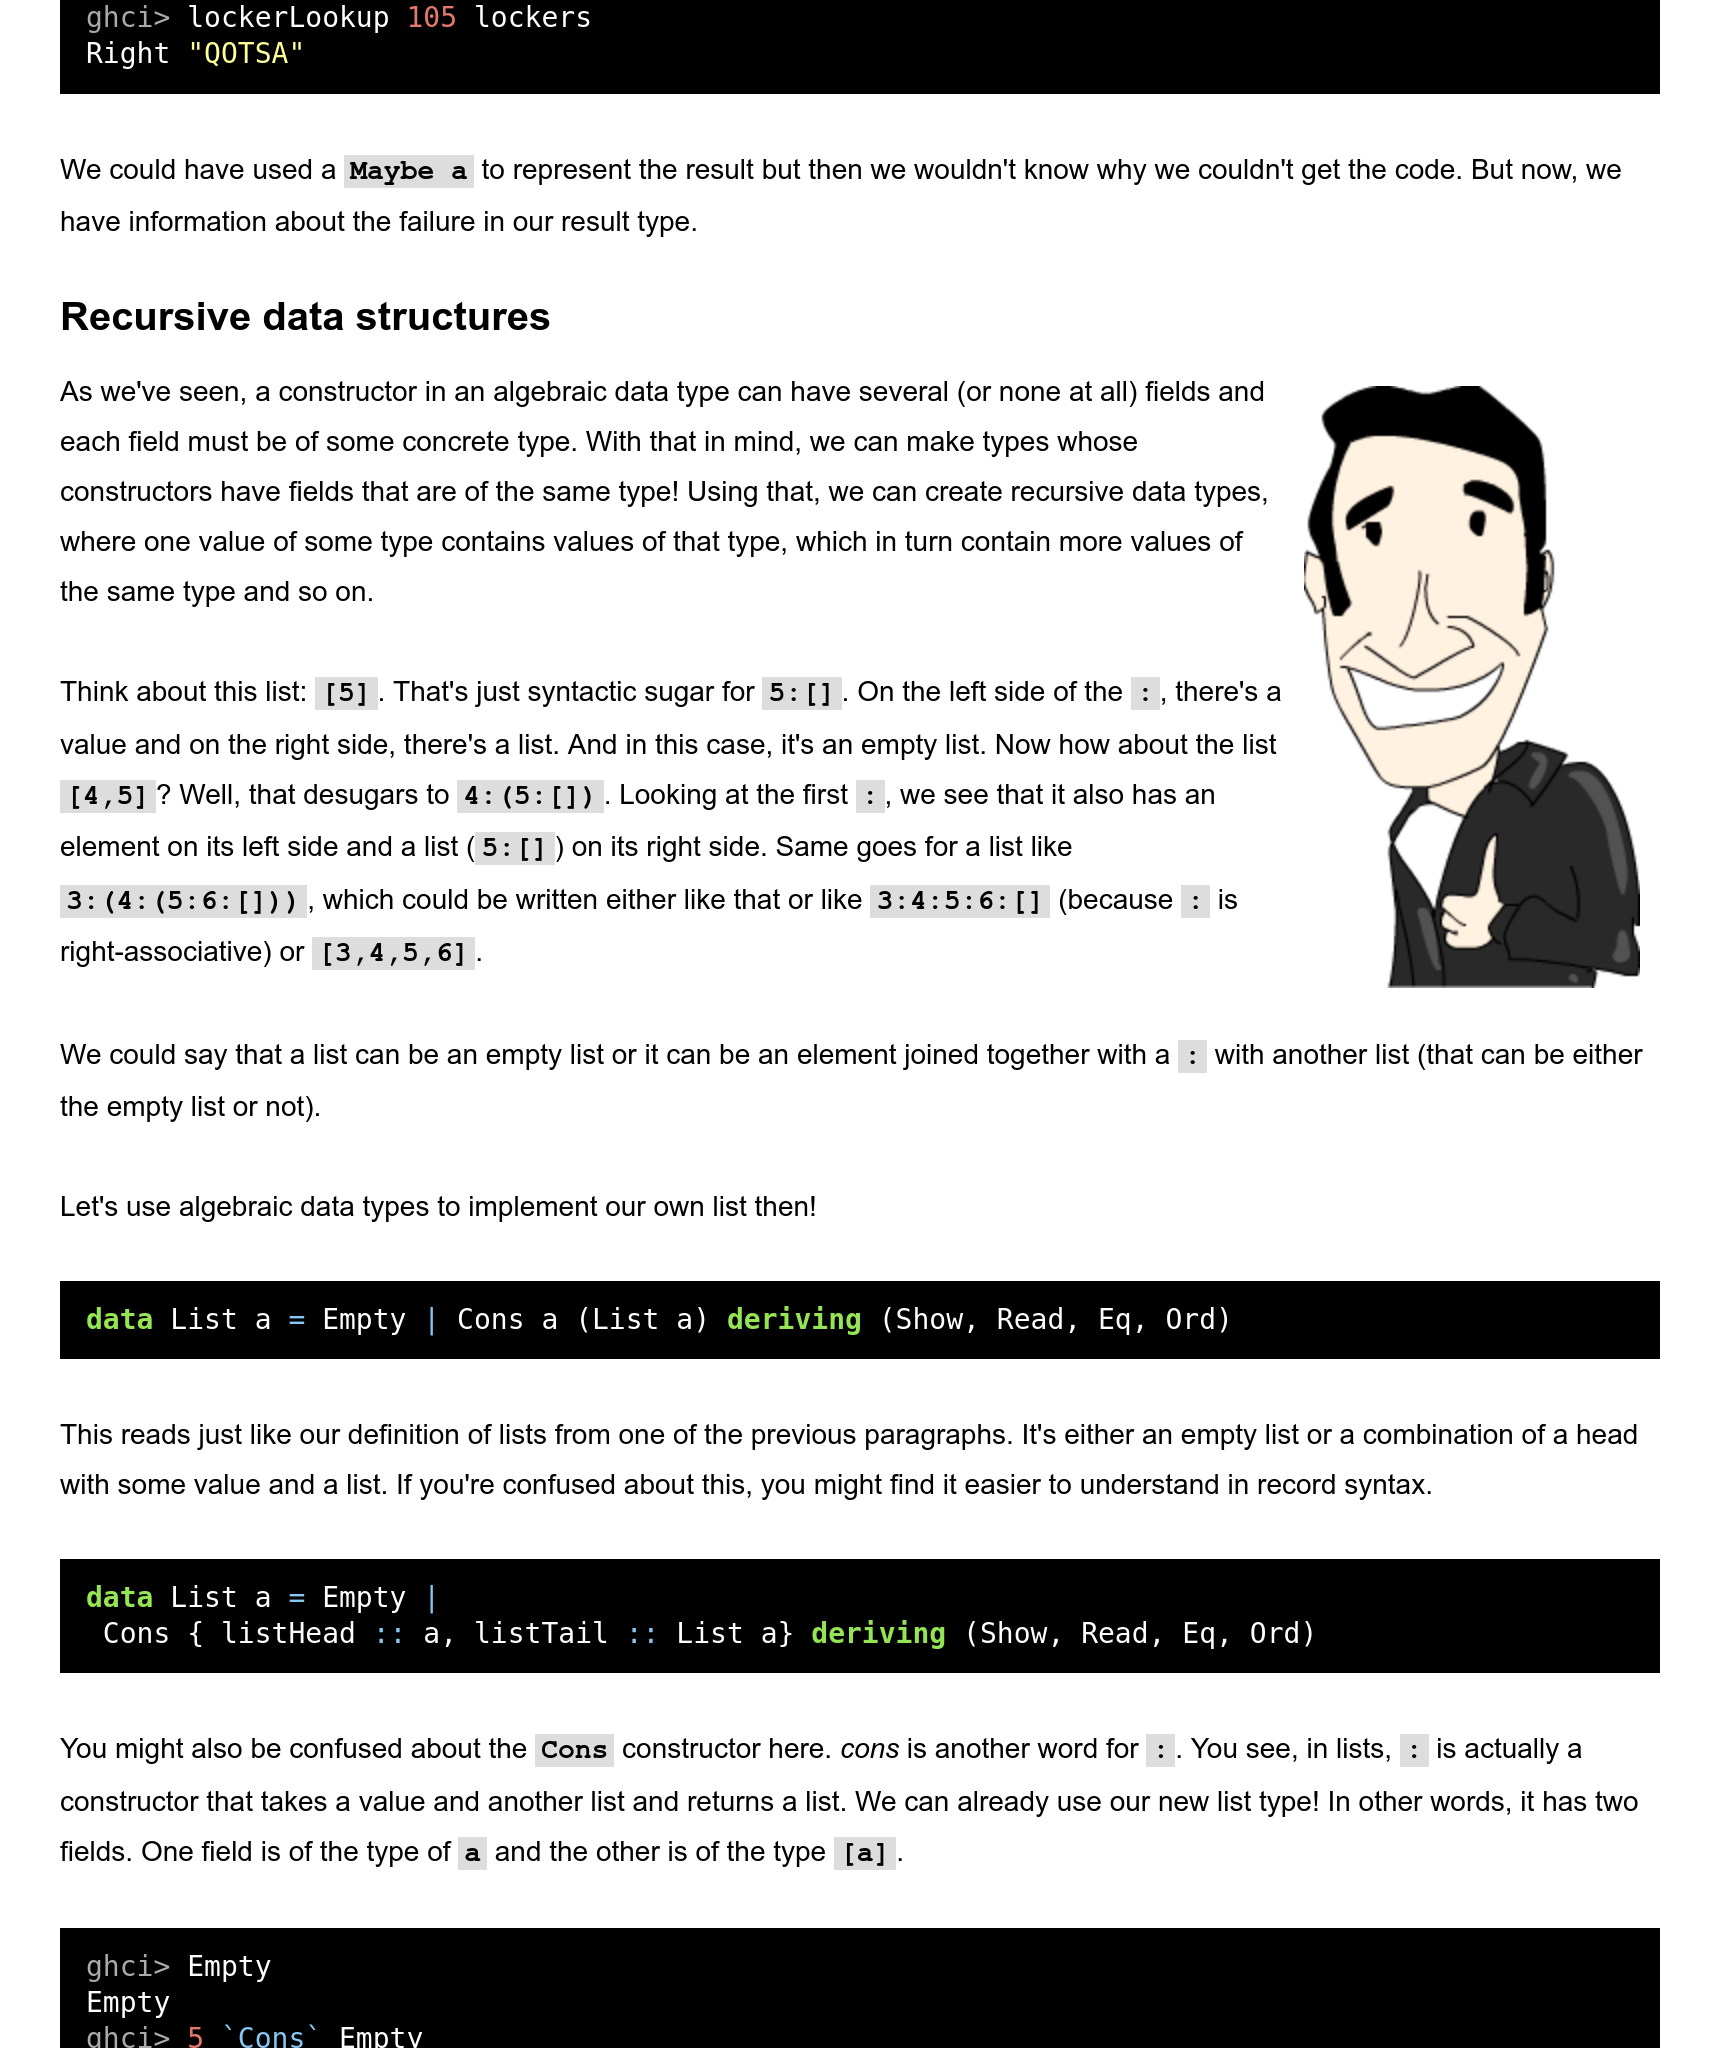 ghci> lockerLookup 105 lockers
Right "QOTSA"
We could have used a Maybe a to represent the result but then we wouldn't know why we couldn't get the code. But now, we
have information about the failure in our result type.
Recursive data structures
As we've seen, a constructor in an algebraic data type can have several (or none at all) fields and
each field must be of some concrete type. With that in mind, we can make types whose
constructors have fields that are of the same type! Using that, we can create recursive data types,
where one value of some type contains values of that type, which in turn contain more values of
the same type and so on.
Think about this list: [5]. That's just syntactic sugar for 5:[]. On the left side of the :, there's a
value and on the right side, there's a list. And in this case, it's an empty list. Now how about the list
[4,5]? Well, that desugars to 4:(5:[]). Looking at the first :, we see that it also has an
element on its left side and a list (5:[]) on its right side. Same goes for a list like
3:(4:(5:6:[])), which could be written either like that or like 3:4:5:6:[] (because : is
right-associative) or [3,4,5,6].
We could say that a list can be an empty list or it can be an element joined together with a : with another list (that can be either
the empty list or not).
Let's use algebraic data types to implement our own list then!
data List a = Empty | Cons a (List a) deriving (Show, Read, Eq, Ord)
This reads just like our definition of lists from one of the previous paragraphs. It's either an empty list or a combination of a head
with some value and a list. If you're confused about this, you might find it easier to understand in record syntax.
data List a = Empty |
 Cons { listHead :: a, listTail :: List a} deriving (Show, Read, Eq, Ord)
You might also be confused about the Cons constructor here. cons is another word for :. You see, in lists, : is actually a
constructor that takes a value and another list and returns a list. We can already use our new list type! In other words, it has two
fields. One field is of the type of a and the other is of the type [a].
ghci> Empty
Empty
ghci> 5 `Cons` Empty